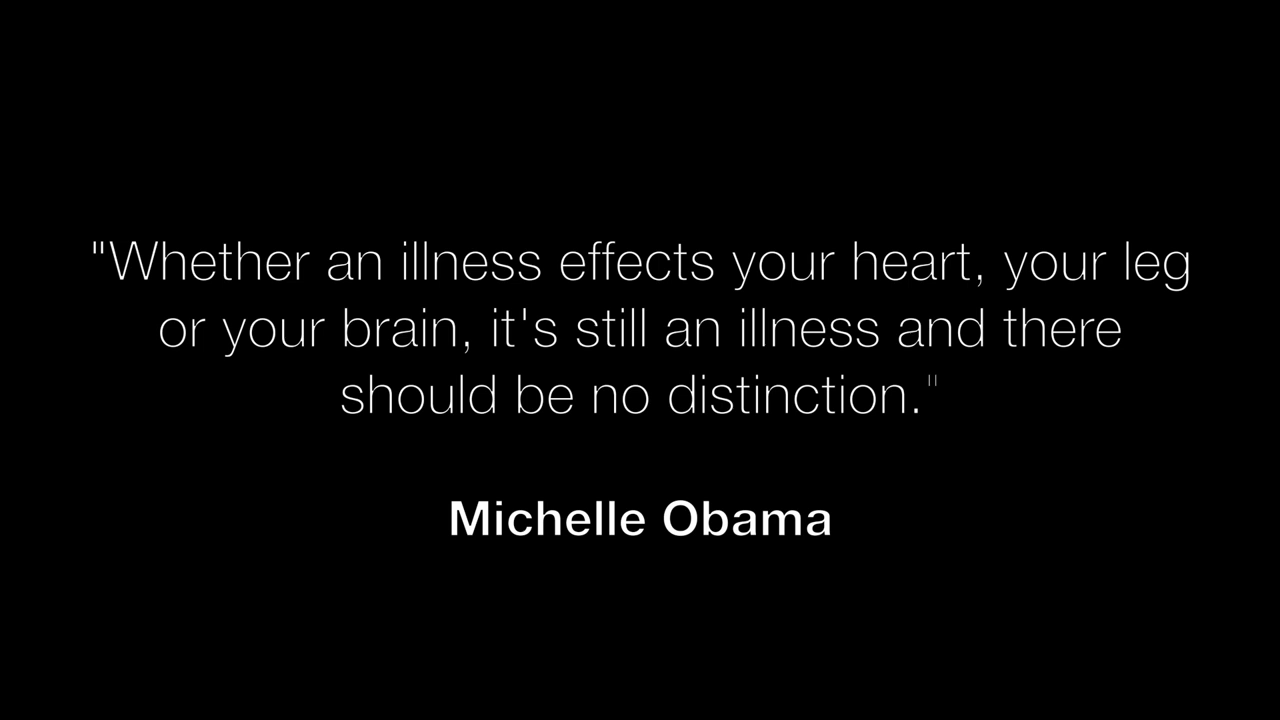 "Whether an illness effects your heart, your leg
or your brain, it's still an illness and there
should be no distinction."
Michelle Obama